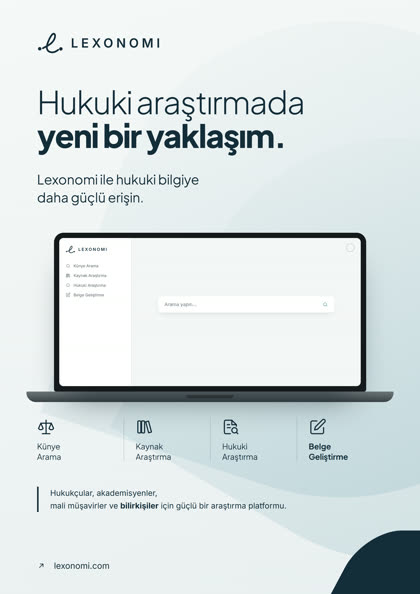 LEXONOMI
Hukuki araştırmada
yeni bir yaklaşım.
Lexonomi ile hukuki bilgiye
daha güçlü erişin.
LEXONOMI
Künye Arama
Kaynak Araştırma
Hukuki Araştırma
Belge Geliştirme
Arama yapın...
Künye
Arama
Kaynak
Araştırma
Hukuki
Araştırma
Belge
Geliştirme
Hukukçular, akademisyenler,
mali müşavirler ve bilirkişiler için güçlü bir araştırma platformu.
lexonomi.com